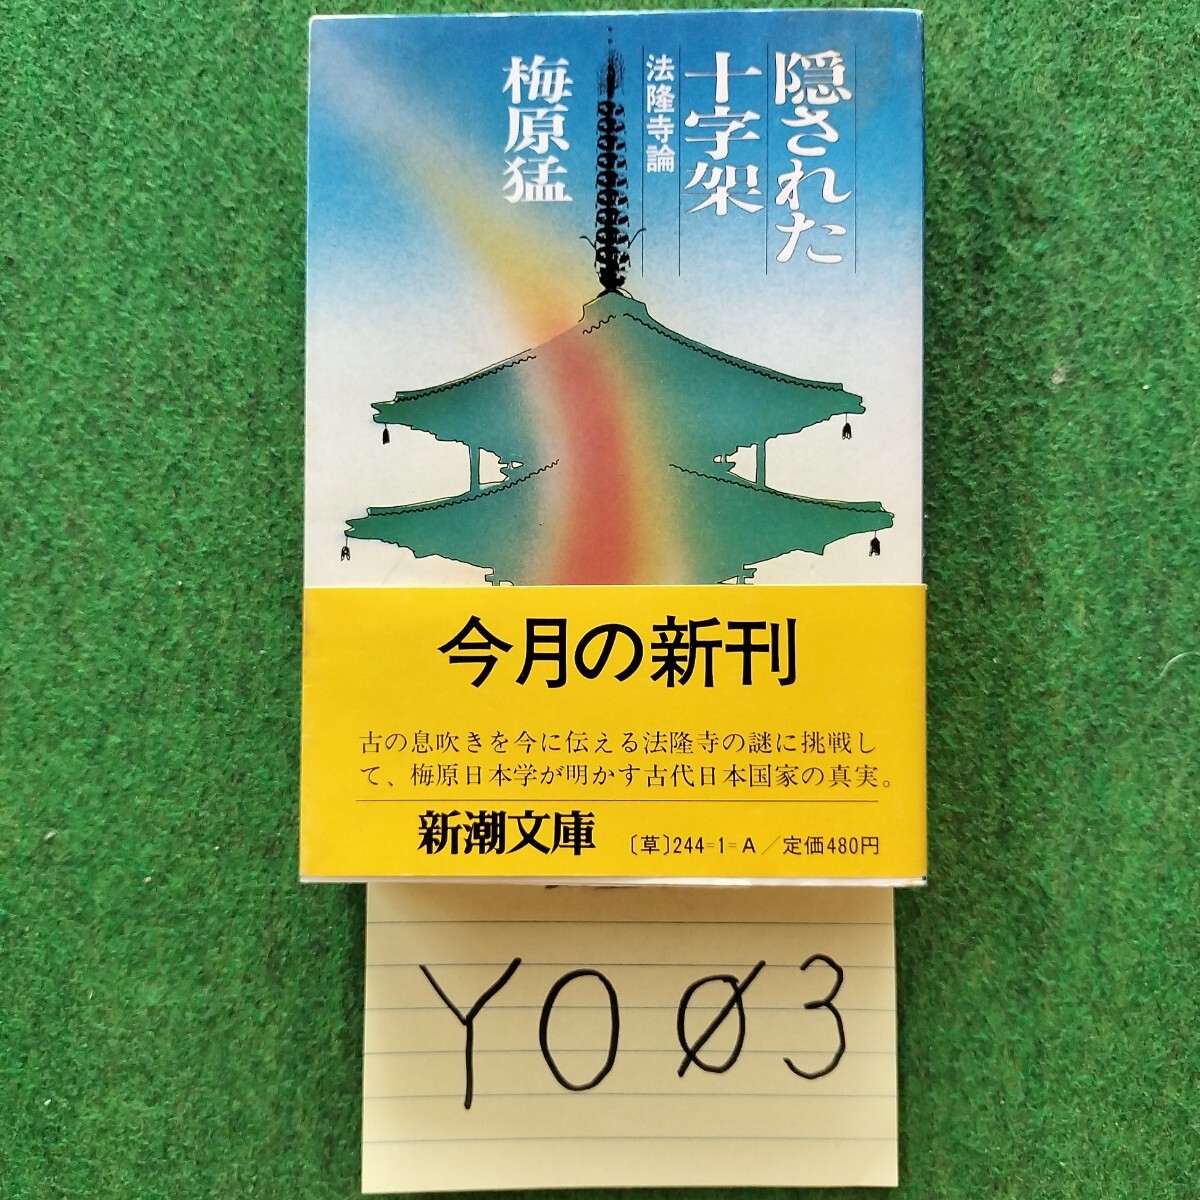 隠された
十字架
法隆寺論
梅原猛
今月の新刊
古の息吹きを今に伝える法隆寺の謎に挑戦し
て、梅原日本学が明かす古代日本国家の真実。
新潮文庫
〔草〕244=1=A／定価480円
YOØ3